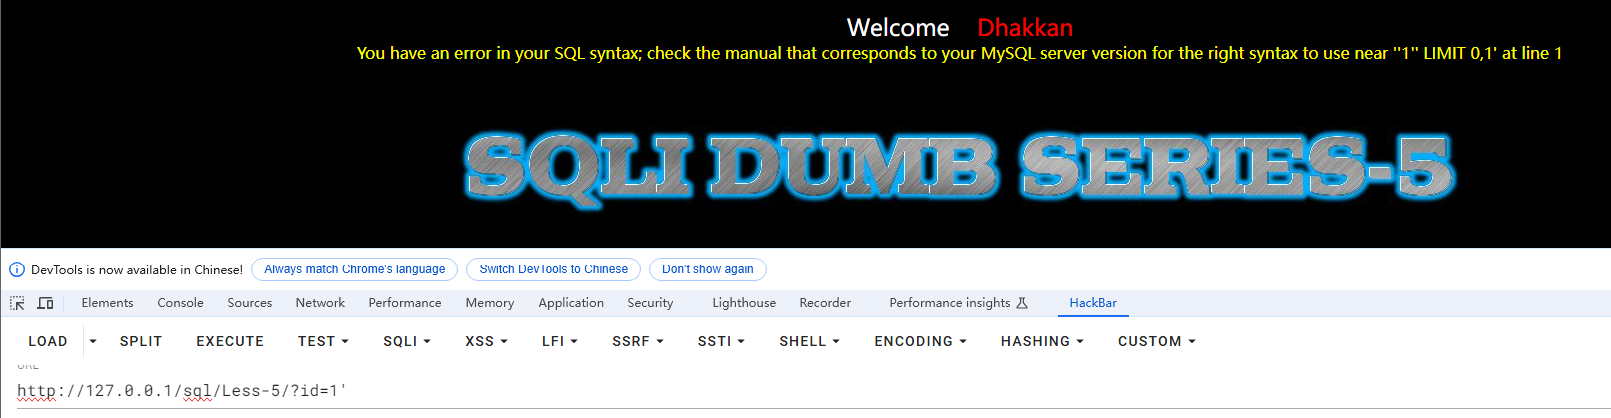 Welcome Dhakkan
You have an error in your SQL syntax; check the manual that corresponds to your MySQL server version for the right syntax to use near ''1'' LIMIT 0,1' at line 1
SQLI DUMB SERIES-5
DevTools is now available in Chinese! Always match Chrome's language Switch DevTools to Chinese Don't show again
Elements Console Sources Network Performance Memory Application Security Lighthouse Recorder Performance insights HackBar
LOAD SPLIT EXECUTE TEST SQLI XSS LFI SSRF SSTI SHELL ENCODING HASHING CUSTOM
URL
http://127.0.0.1/sql/Less-5/?id=1'